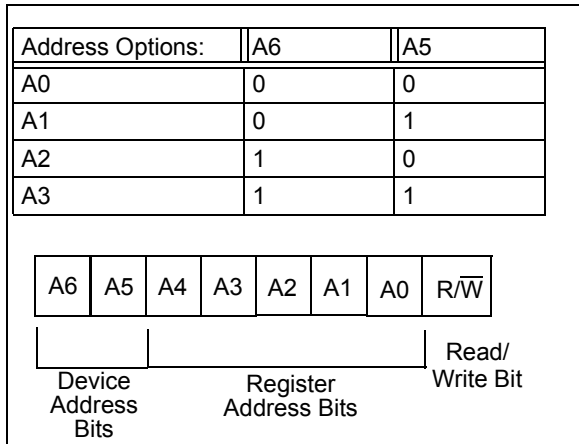 Address Options: A6 A5
A0 0 0
A1 0 1
A2 1 0
A3 1 1
A6 A5 A4 A3 A2 A1 A0 R/W̅
Device
Address
Bits
Register
Address Bits
Read/
Write Bit